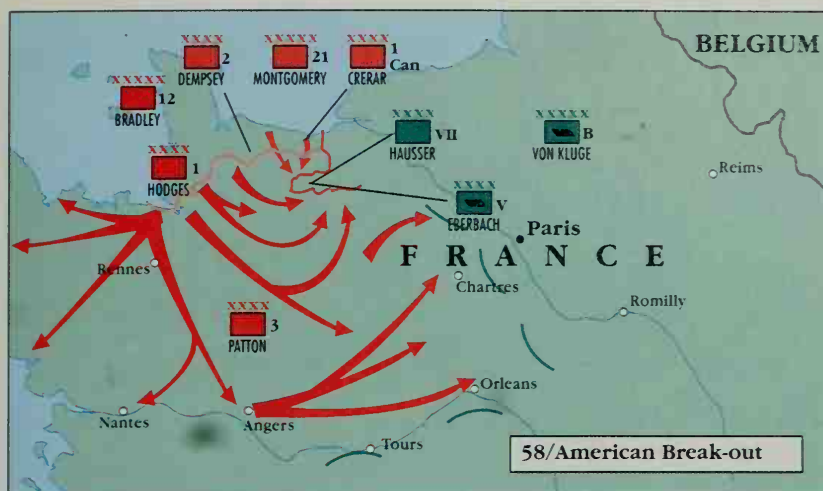 BELGIUM
XXXX
2
DEMPSEY
XXXXX
21
MONTGOMERY
XXXX
1
Can
CRERAR
XXXXX
12
BRADLEY
XXXX
VII
HAUSSER
XXXXX
B
VON KLUGE
XXXX
1
HODGES
Reims
XXXX
V
EBERBACH
Paris
FRANCE
Rennes
Chartres
Romilly
XXXX
3
PATTON
Orleans
Nantes
Angers
Tours
58/American Break-out